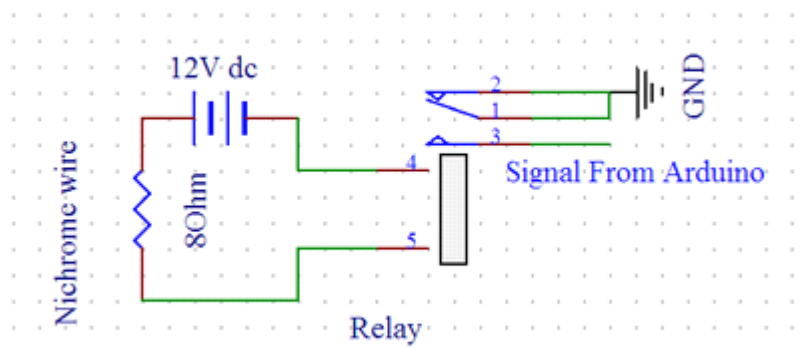 12V dc
2
GND
1
3
Signal From Arduino
4
Nichrome wire
8Ohm
5
Relay